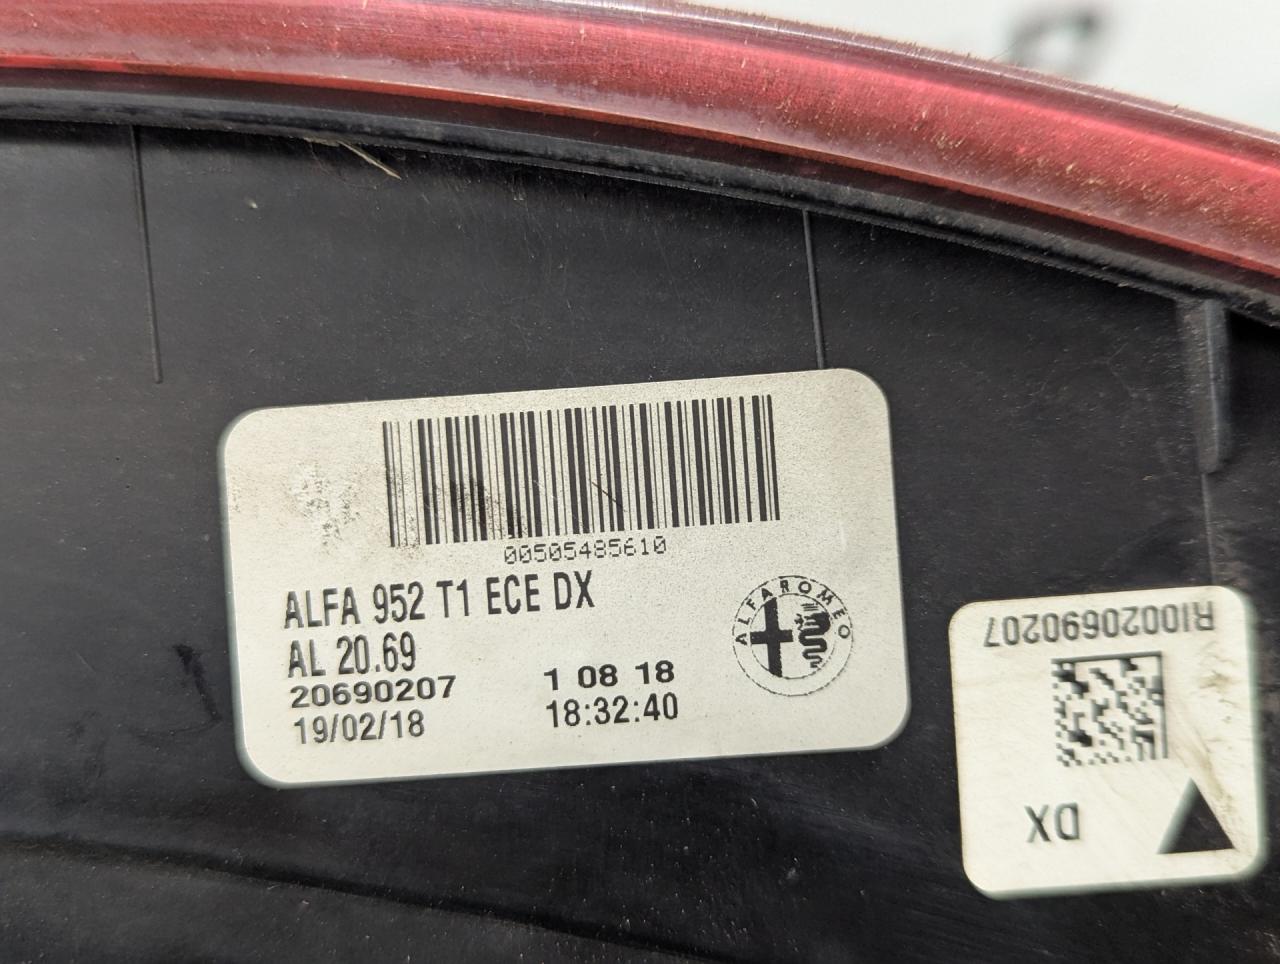 00505485610
ALFA 952 T1 ECE DX
AL 20.69
20690207 1 08 18
19/02/18 18:32:40
ALFA ROMEO
RI0020690207
DX